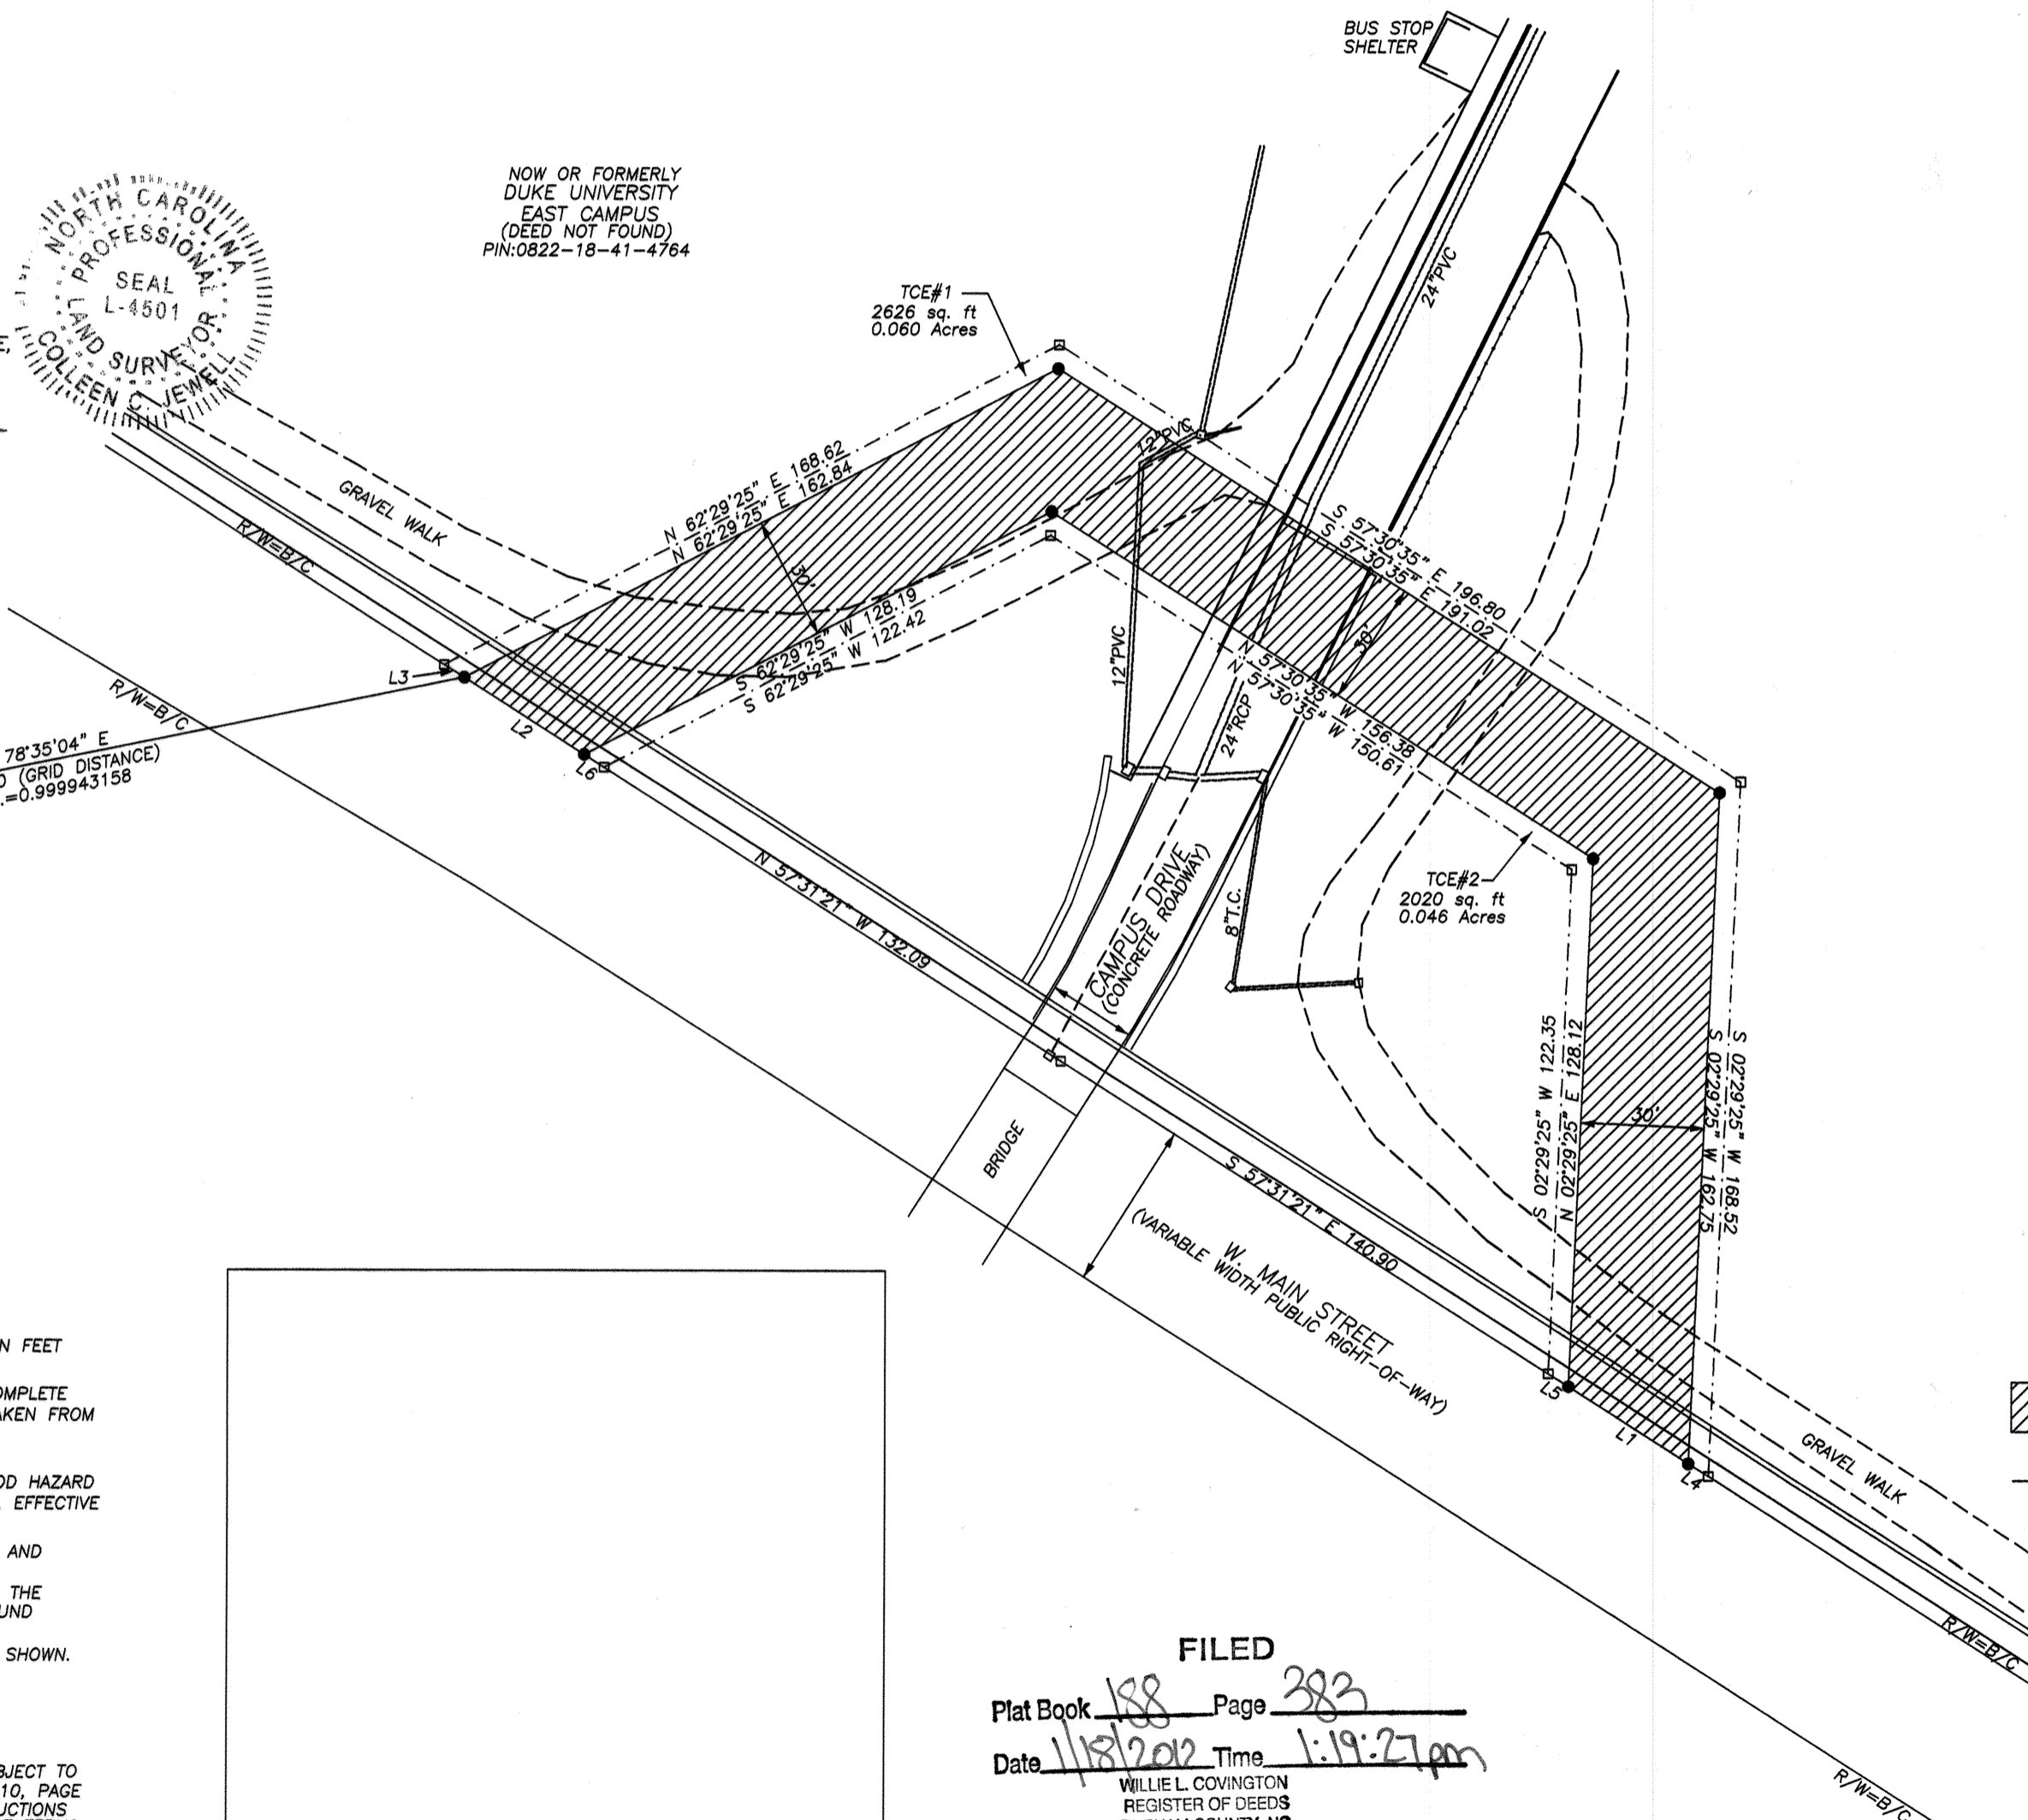 BUS STOP
SHELTER
NOW OR FORMERLY
DUKE UNIVERSITY
EAST CAMPUS
(DEED NOT FOUND)
PIN:0822-18-41-4764
NORTH CAROLINA
PROFESSIONAL
SEAL
L-4501
LAND SURVEYOR
COLLEEN C. JEWELL
E,
TCE#1
2626 sq. ft
0.060 Acres
24"PVC
12"PVC
GRAVEL WALK
R/W=B/C
N 62°29'25" E 168.62
N 62°29'25" E 162.84
30'
S 62°29'25" W 128.19
S 62°29'25" W 122.42
S 57°30'35" E 196.80
S 57°30'35" E 191.02
30'
N 57°30'35" W 156.38
N 57°30'35" W 150.61
12"PVC
24"RCP
L3
L2
L6
R/W=B/C
78°35'04" E
0 (GRID DISTANCE)
.=0.999943158
N 57°31'21" W 132.09
CAMPUS DRIVE
(CONCRETE ROADWAY)
8"T.C.
TCE#2
2020 sq. ft
0.046 Acres
S 02°29'25" W 122.35
N 02°29'25" E 128.12
30'
S 02°29'25" W 168.52
S 02°29'25" W 162.75
BRIDGE
S 57°31'21" E 140.90
W. MAIN STREET
(VARIABLE WIDTH PUBLIC RIGHT-OF-WAY)
L5
L1
L4
GRAVEL WALK
R/W=B/C
R/W=B/C
N FEET
OMPLETE
AKEN FROM
OD HAZARD
EFFECTIVE
AND
THE
UND
SHOWN.
BJECT TO
10, PAGE
UCTIONS
FILED
Plat Book 188 Page 383
Date 1/18/2012 Time 1:19:27pm
WILLIE L. COVINGTON
REGISTER OF DEEDS